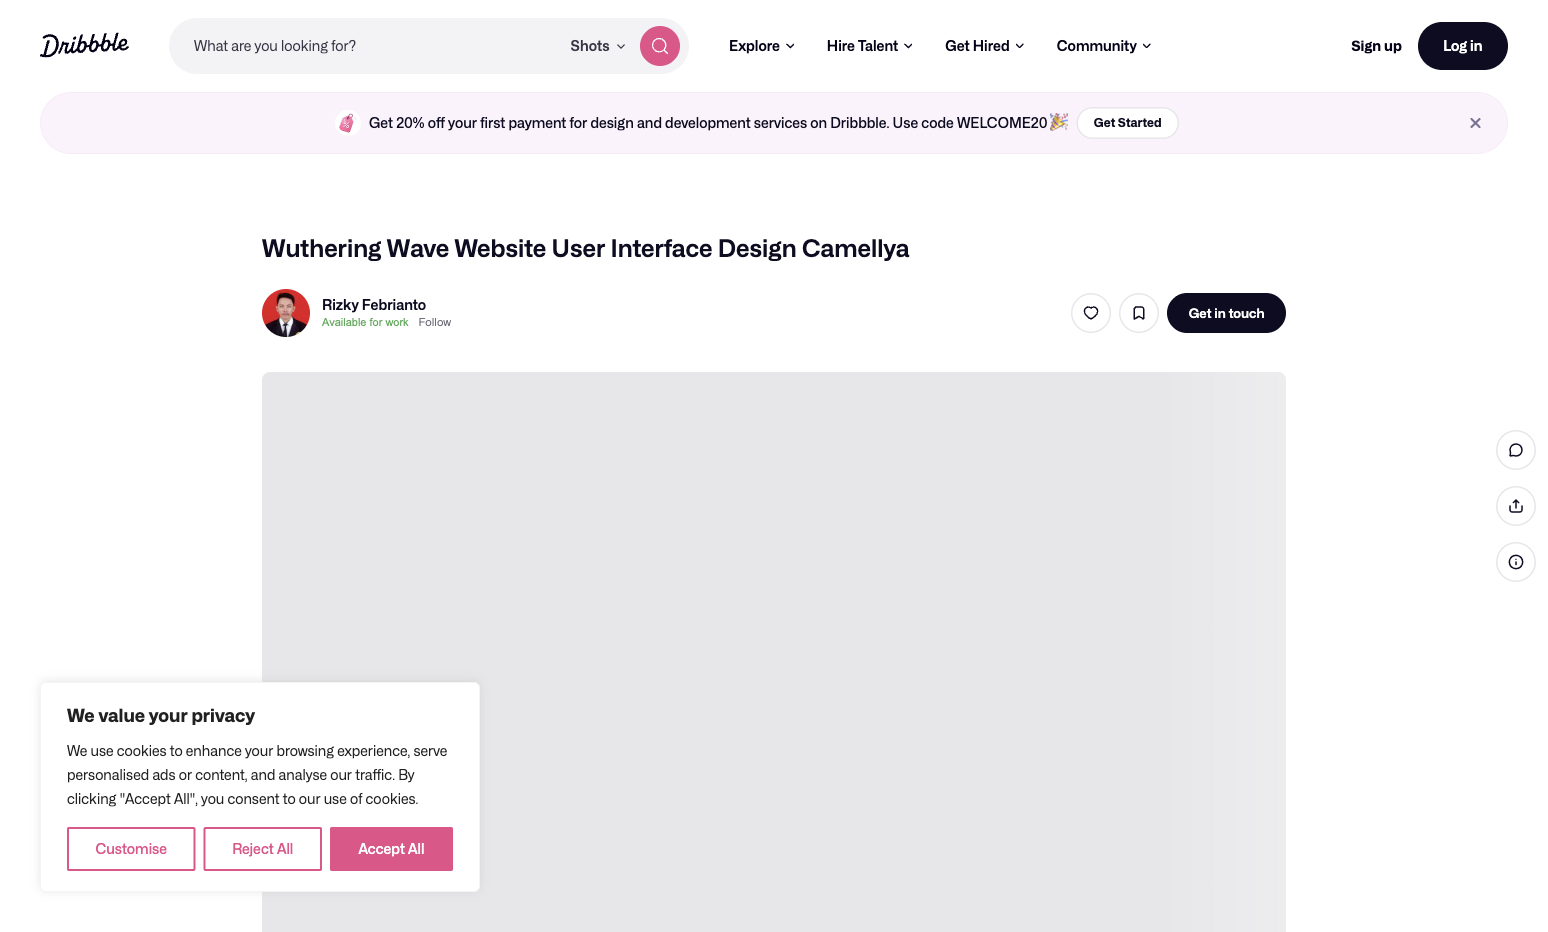 Dribbble
What are you looking for?
Shots
Explore
Hire Talent
Get Hired
Community
Sign up
Log in
Get 20% off your first payment for design and development services on Dribbble. Use code WELCOME20🎉
Get Started
Wuthering Wave Website User Interface Design Camellya
Rizky Febrianto
Available for work Follow
Get in touch
We value your privacy
We use cookies to enhance your browsing experience, serve
personalised ads or content, and analyse our traffic. By
clicking "Accept All", you consent to our use of cookies.
Customise
Reject All
Accept All